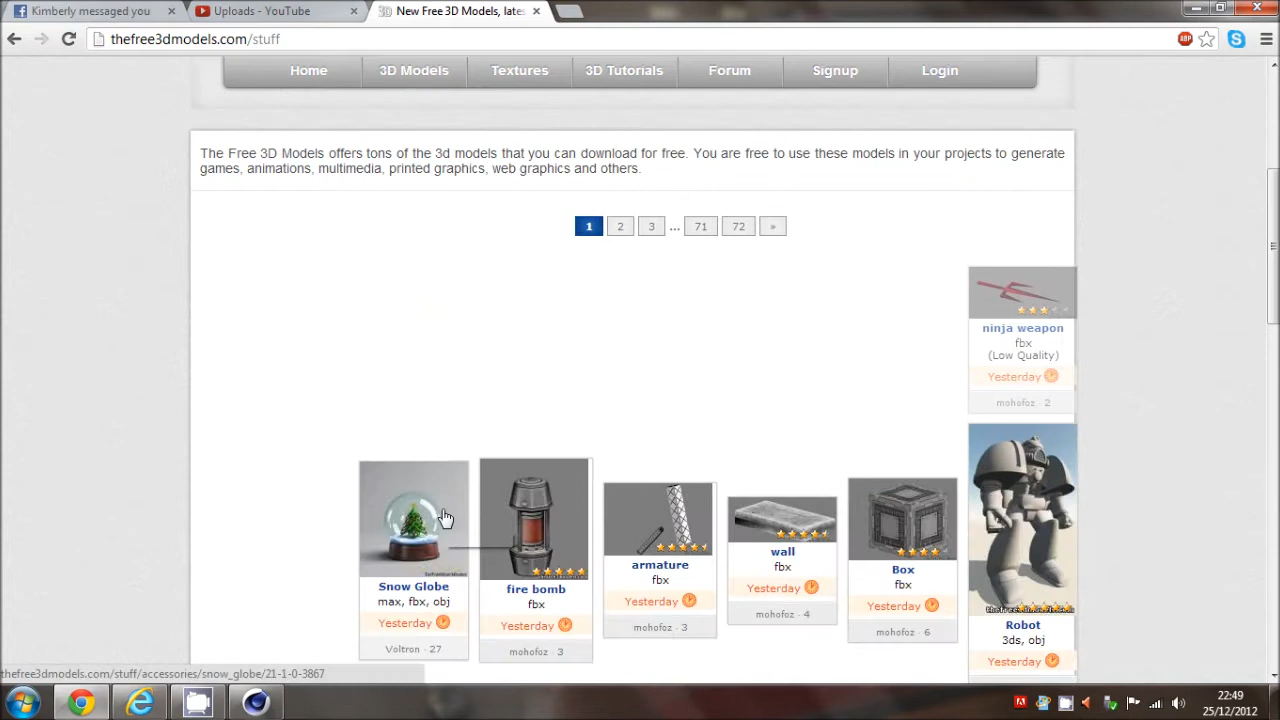 Kimberly messaged you
Uploads - YouTube
New Free 3D Models, lates
thefree3dmodels.com/stuff
ABP
Home 3D Models Textures 3D Tutorials Forum Signup Login
The Free 3D Models offers tons of the 3d models that you can download for free. You are free to use these models in your projects to generate
games, animations, multimedia, printed graphics, web graphics and others.
1 2 3 ... 71 72 »
ninja weapon
fbx
(Low Quality)
Yesterday
mohofoz - 2
Snow Globe
max, fbx, obj
Yesterday
Voltron - 27
fire bomb
fbx
Yesterday
mohofoz - 3
armature
fbx
Yesterday
mohofoz - 3
wall
fbx
Yesterday
mohofoz - 4
Box
fbx
Yesterday
mohofoz - 6
Robot
3ds, obj
Yesterday
thefree3dmodels.com/stuff/accessories/snow_globe/21-1-0-3867
22:49
25/12/2012